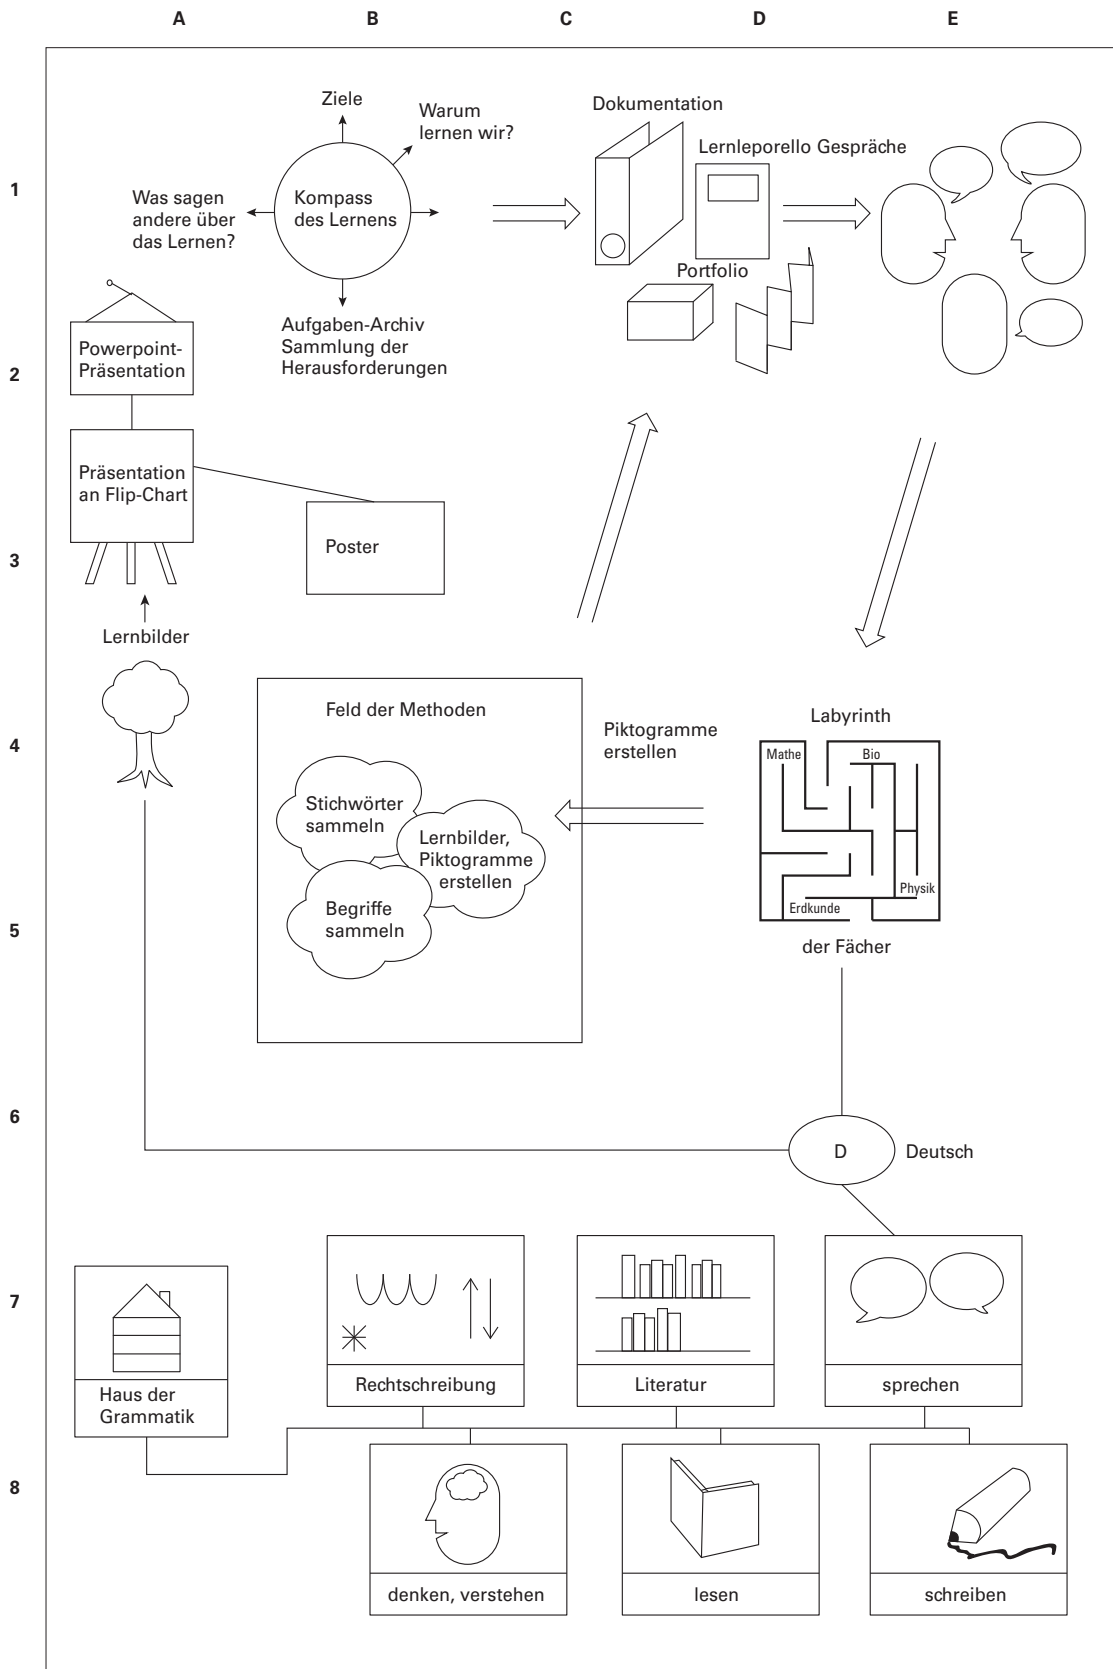 A B C D E
1
2
3
4
5
6
7
8
Ziele
Warum
lernen wir?
Was sagen
andere über
das Lernen?
Kompass
des Lernens
Aufgaben-Archiv
Sammlung der
Herausforderungen
Dokumentation
Lernleporello Gespräche
Portfolio
Powerpoint-
Präsentation
Präsentation
an Flip-Chart
Poster
Lernbilder
Feld der Methoden
Stichwörter
sammeln
Lernbilder,
Piktogramme
erstellen
Begriffe
sammeln
Piktogramme
erstellen
Labyrinth
Mathe
Bio
Physik
Erdkunde
der Fächer
D
Deutsch
Haus der
Grammatik
Rechtschreibung
Literatur
sprechen
denken, verstehen
lesen
schreiben